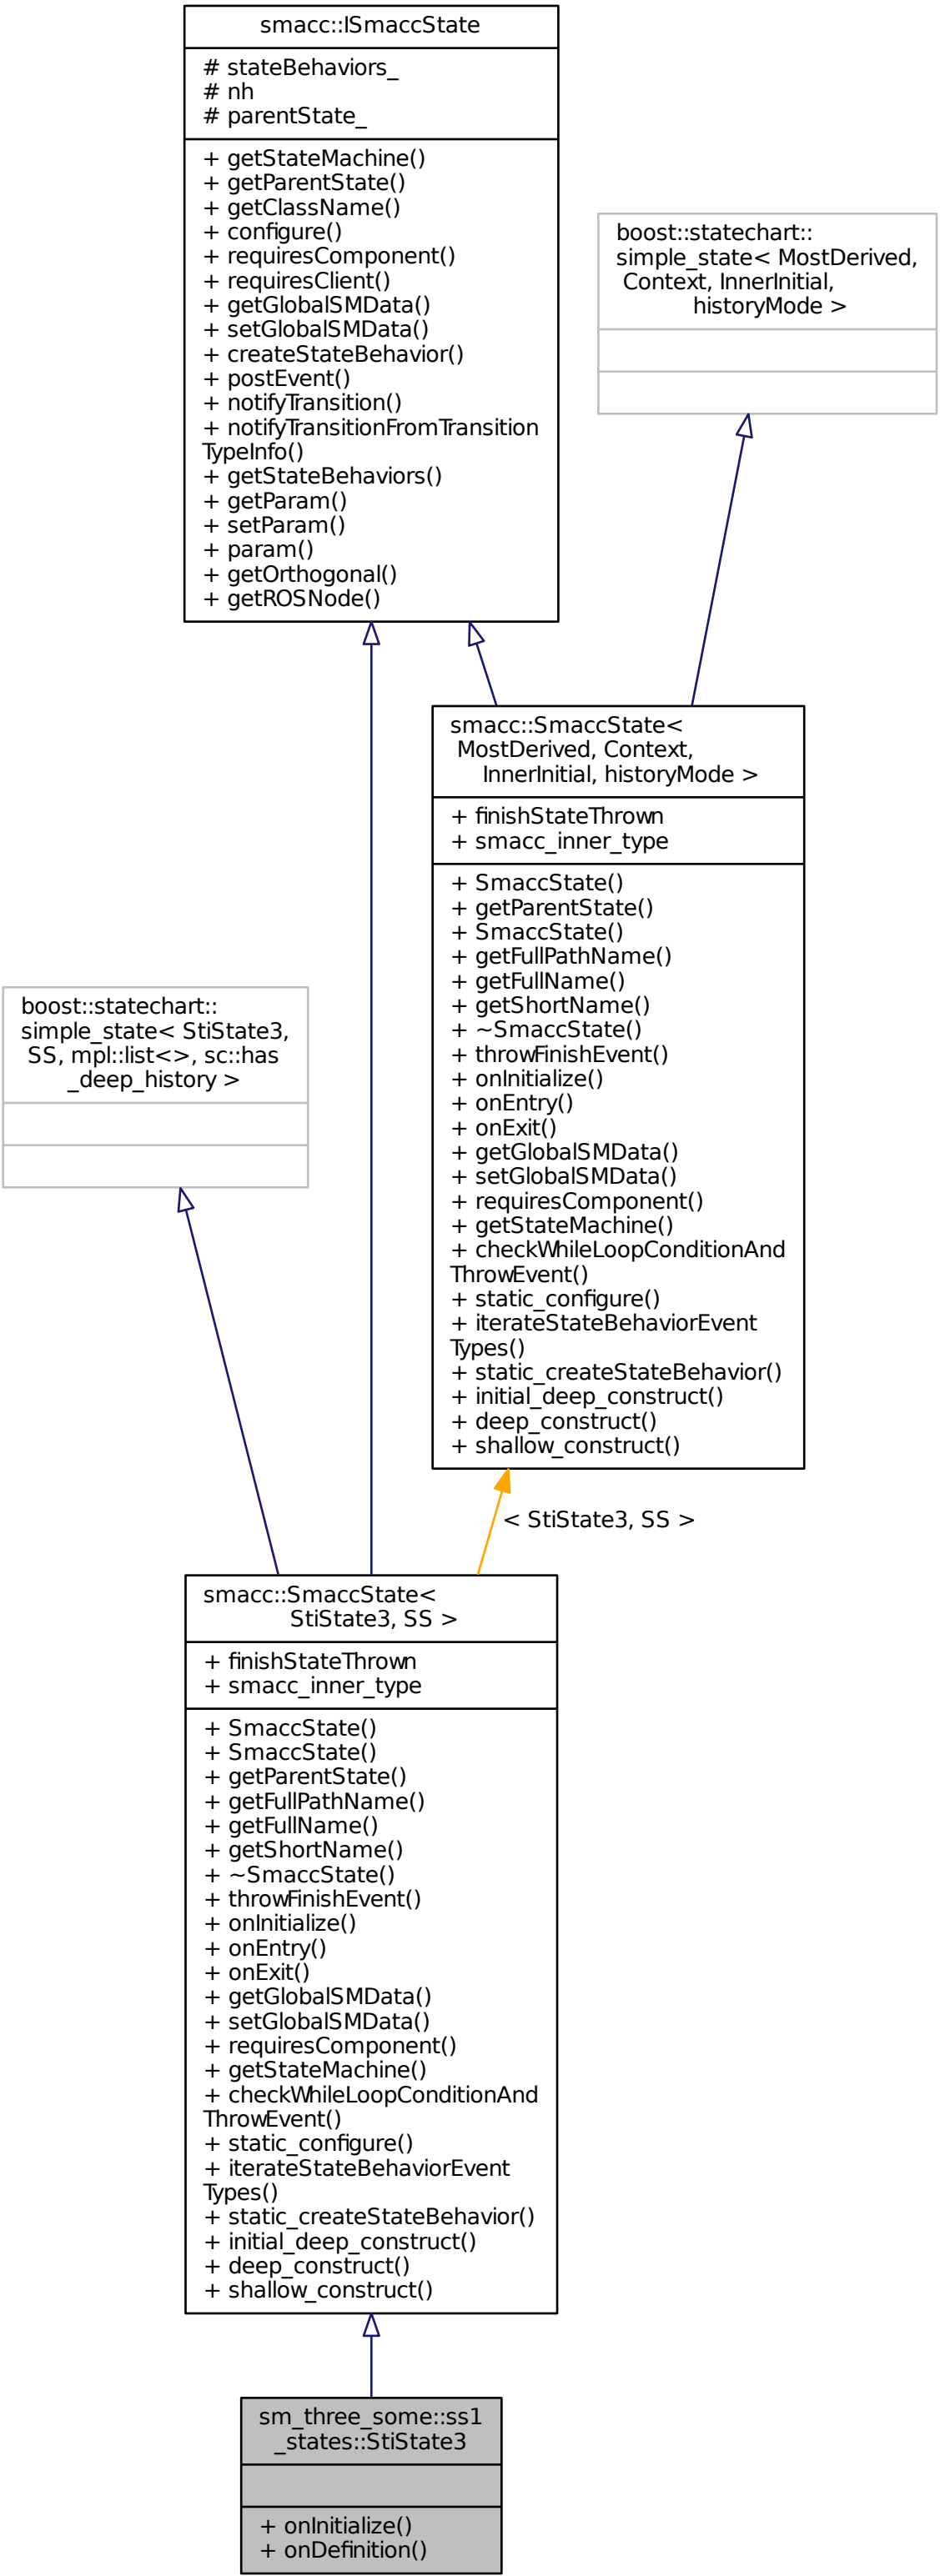 smacc::ISmaccState
# stateBehaviors_
# nh
# parentState_
+ getStateMachine()
+ getParentState()
+ getClassName()
+ configure()
+ requiresComponent()
+ requiresClient()
+ getGlobalSMData()
+ setGlobalSMData()
+ createStateBehavior()
+ postEvent()
+ notifyTransition()
+ notifyTransitionFromTransition
TypeInfo()
+ getStateBehaviors()
+ getParam()
+ setParam()
+ param()
+ getOrthogonal()
+ getROSNode()
boost::statechart::
simple_state< MostDerived,
Context, InnerInitial,
historyMode >
smacc::SmaccState<
MostDerived, Context,
InnerInitial, historyMode >
+ finishStateThrown
+ smacc_inner_type
+ SmaccState()
+ getParentState()
+ SmaccState()
+ getFullPathName()
+ getFullName()
+ getShortName()
+ ~SmaccState()
+ throwFinishEvent()
+ onInitialize()
+ onEntry()
+ onExit()
+ getGlobalSMData()
+ setGlobalSMData()
+ requiresComponent()
+ getStateMachine()
+ checkWhileLoopConditionAnd
ThrowEvent()
+ static_configure()
+ iterateStateBehaviorEvent
Types()
+ static_createStateBehavior()
+ initial_deep_construct()
+ deep_construct()
+ shallow_construct()
boost::statechart::
simple_state< StiState3,
SS, mpl::list<>, sc::has
_deep_history >
< StiState3, SS >
smacc::SmaccState<
StiState3, SS >
+ finishStateThrown
+ smacc_inner_type
+ SmaccState()
+ SmaccState()
+ getParentState()
+ getFullPathName()
+ getFullName()
+ getShortName()
+ ~SmaccState()
+ throwFinishEvent()
+ onInitialize()
+ onEntry()
+ onExit()
+ getGlobalSMData()
+ setGlobalSMData()
+ requiresComponent()
+ getStateMachine()
+ checkWhileLoopConditionAnd
ThrowEvent()
+ static_configure()
+ iterateStateBehaviorEvent
Types()
+ static_createStateBehavior()
+ initial_deep_construct()
+ deep_construct()
+ shallow_construct()
sm_three_some::ss1
_states::StiState3
+ onInitialize()
+ onDefinition()